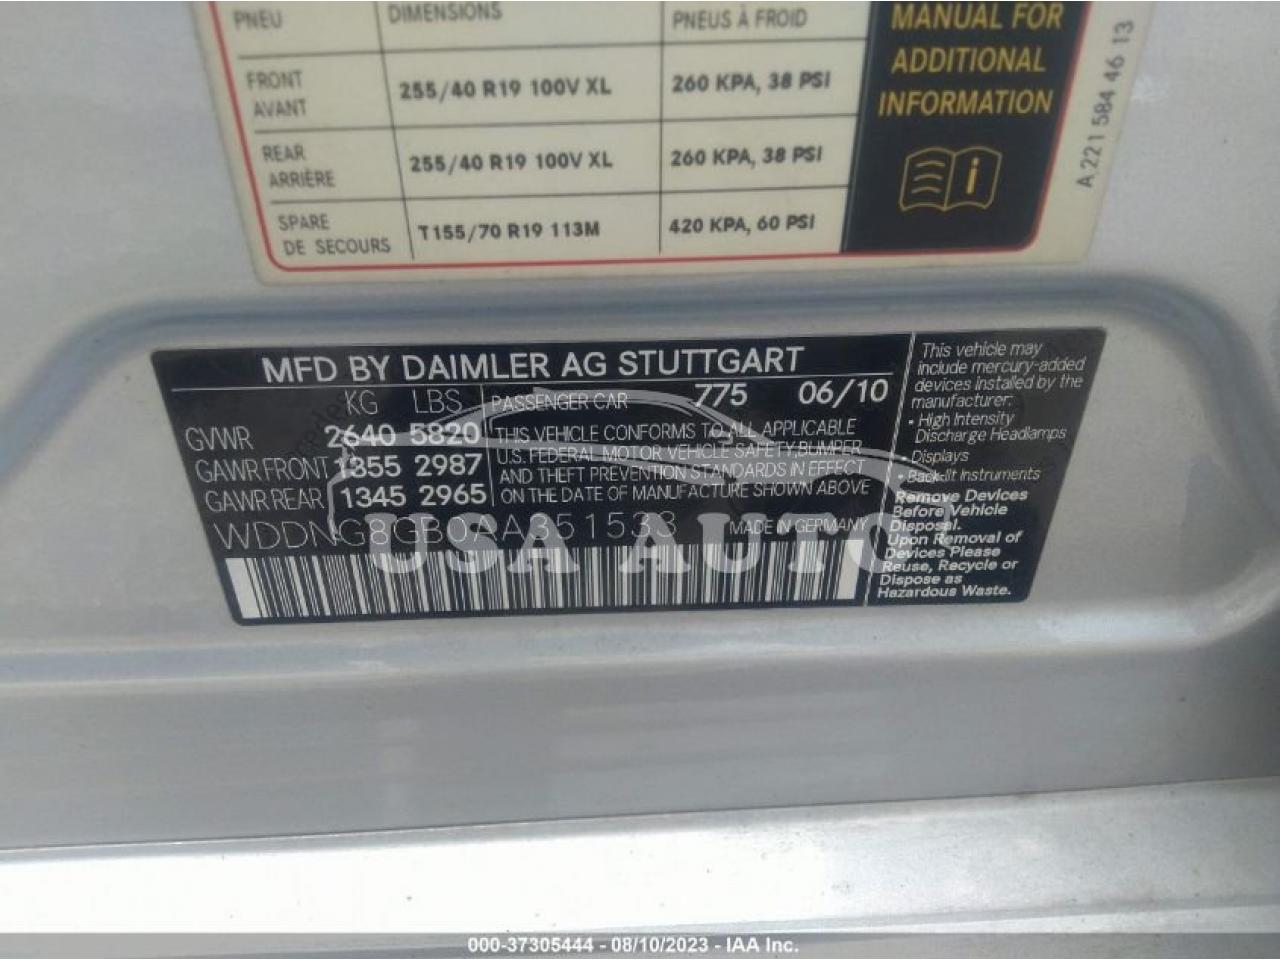 PNEU DIMENSIONS PNEUS À FROID
MANUAL FOR
ADDITIONAL
INFORMATION
FRONT
AVANT
255/40 R19 100V XL 260 KPA, 38 PSI
REAR
ARRIÈRE
255/40 R19 100V XL 260 KPA, 38 PSI
SPARE
DE SECOURS
T155/70 R19 113M 420 KPA, 60 PSI
i
A 221 584 46 13
MFD BY DAIMLER AG STUTTGART
KG LBS PASSENGER CAR 775 06/10
GVWR 2640 5820
GAWR FRONT 1355 2987
GAWR REAR 1345 2965
THIS VEHICLE CONFORMS TO ALL APPLICABLE
U.S. FEDERAL MOTOR VEHICLE SAFETY, BUMPER
AND THEFT PREVENTION STANDARDS IN EFFECT
ON THE DATE OF MANUFACTURE SHOWN ABOVE
WDDNG8GB0AA351533 MADE IN GERMANY
This vehicle may
include mercury-added
devices installed by the
manufacturer:
• High Intensity
Discharge Headlamps
• Displays
• Back-lit Instruments
Remove Devices
Before Vehicle
Disposal.
Upon Removal of
Devices Please
Reuse, Recycle or
Dispose as
Hazardous Waste.
USA AUTO
000-37305444 - 08/10/2023 - IAA Inc.